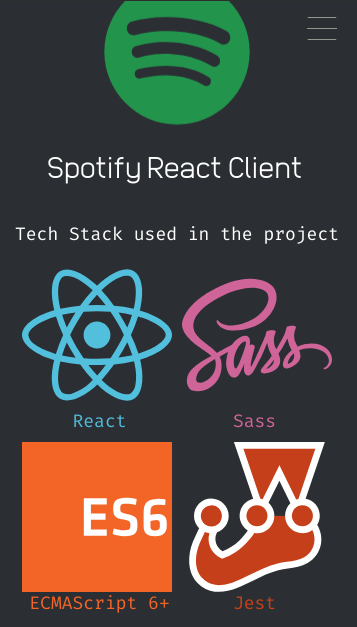 Spotify React Client
Tech Stack used in the project
Sass
React
Sass
ES6
ECMAScript 6+
Jest